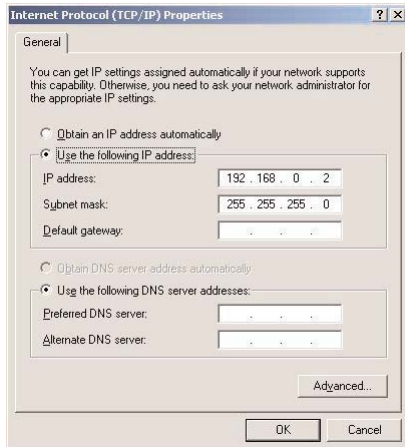 Internet Protocol (TCP/IP) Properties
? X
General
You can get IP settings assigned automatically if your network supports
this capability. Otherwise, you need to ask your network administrator for
the appropriate IP settings.
Obtain an IP address automatically
Use the following IP address:
IP address: 192 . 168 . 0 . 2
Subnet mask: 255 . 255 . 255 . 0
Default gateway: . . .
Obtain DNS server address automatically
Use the following DNS server addresses:
Preferred DNS server: . . .
Alternate DNS server: . . .
Advanced...
OK Cancel